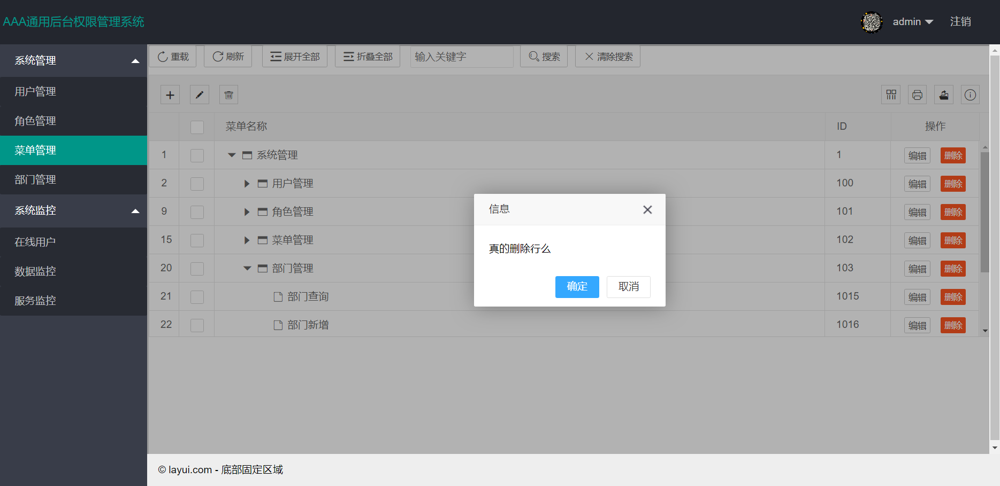 AAA通用后台权限管理系统
admin 注销
系统管理
用户管理
角色管理
菜单管理
部门管理
系统监控
在线用户
数据监控
服务监控
重载 刷新 展开全部 折叠全部 输入关键字 搜索 清除搜索
菜单名称 ID 操作
1 系统管理 1 编辑 删除
2 用户管理 100 编辑 删除
9 角色管理 101 编辑 删除
15 菜单管理 102 编辑 删除
20 部门管理 103 编辑 删除
21 部门查询 1015 编辑 删除
22 部门新增 1016 编辑 删除
信息
真的删除行么
确定 取消
© layui.com - 底部固定区域